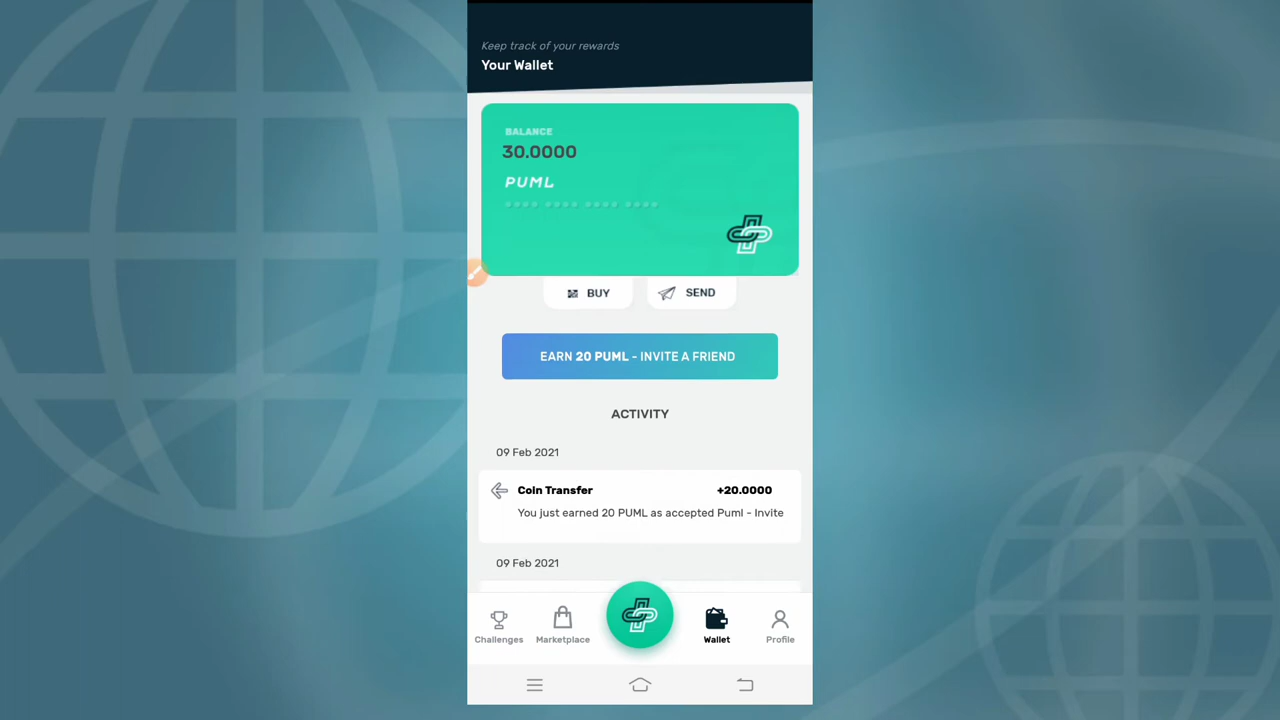 Keep track of your rewards
Your Wallet
BALANCE
30.0000
PUML
BUY
SEND
EARN 20 PUML - INVITE A FRIEND
ACTIVITY
09 Feb 2021
Coin Transfer +20.0000
You just earned 20 PUML as accepted Puml - Invite
09 Feb 2021
Challenges
Marketplace
Wallet
Profile